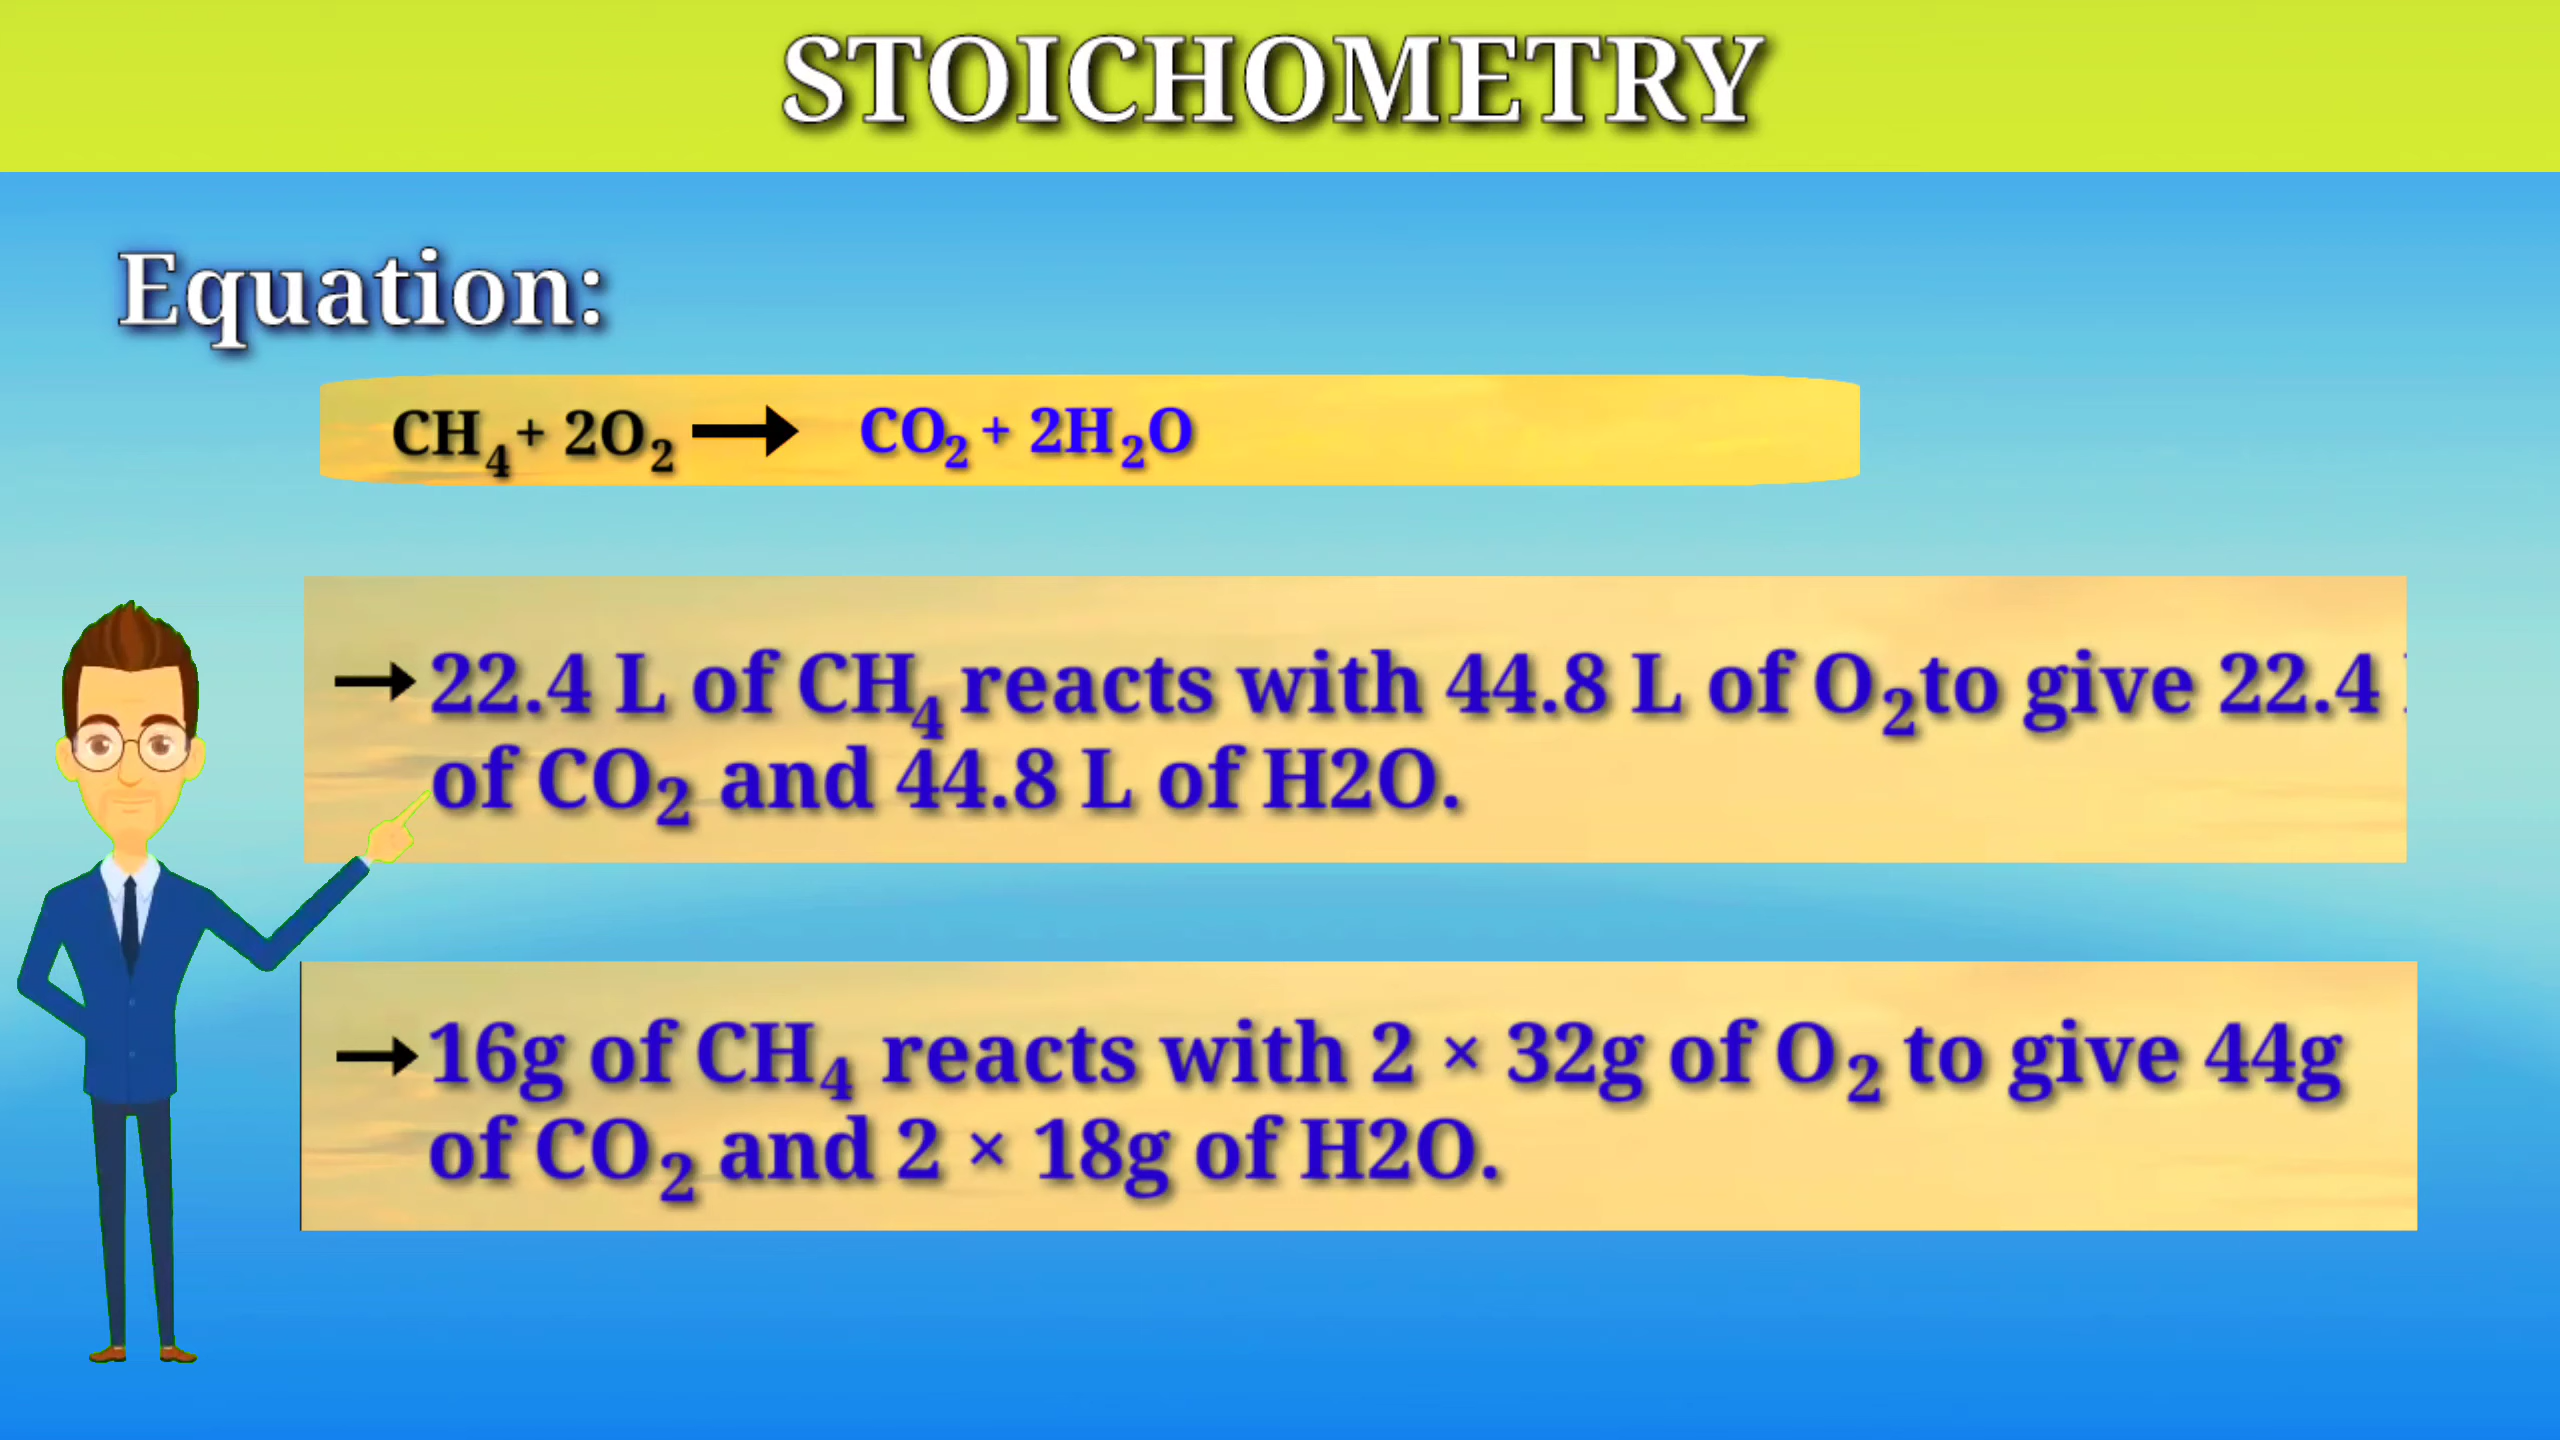 STOICHOMETRY
Equation:
CH₄ + 2O₂ → CO₂ + 2H₂O
→ 22.4 L of CH₄ reacts with 44.8 L of O₂ to give 22.4
of CO₂ and 44.8 L of H2O.
→ 16g of CH₄ reacts with 2 × 32g of O₂ to give 44g
of CO₂ and 2 × 18g of H2O.